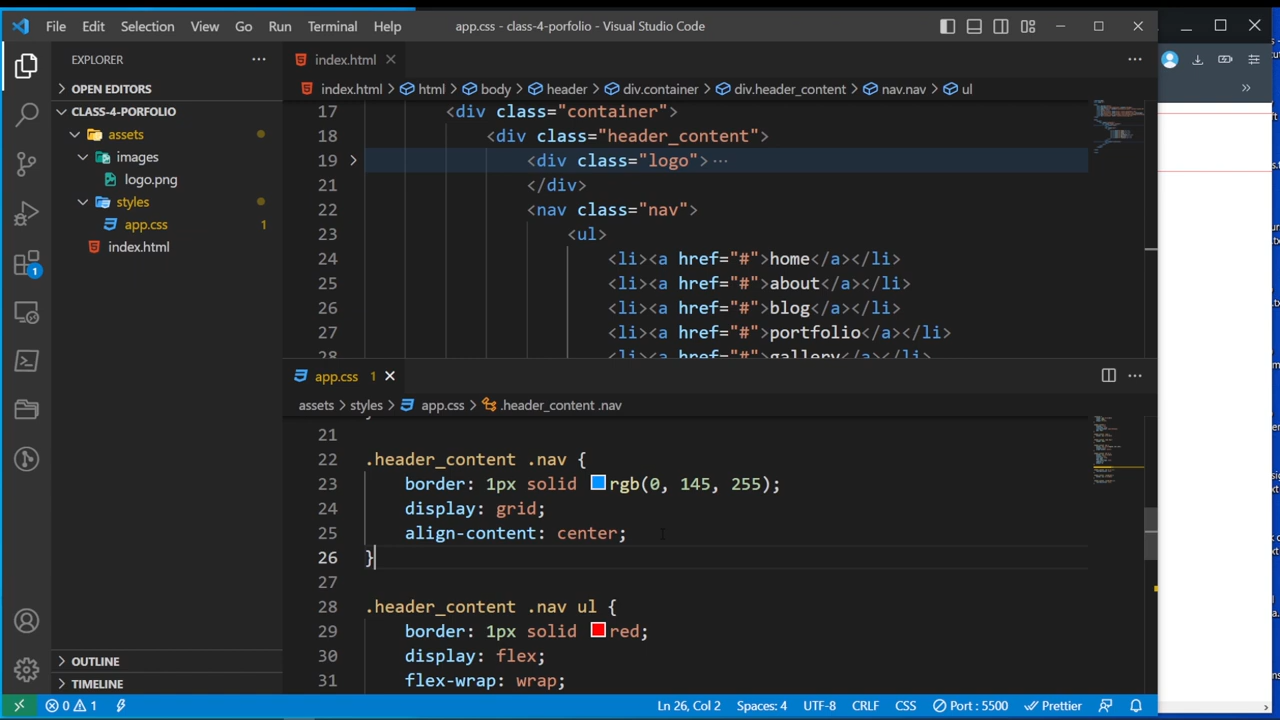 File Edit Selection View Go Run Terminal Help app.css - class-4-porfolio - Visual Studio Code
EXPLORER
OPEN EDITORS
CLASS-4-PORFOLIO
assets
images
logo.png
styles
app.css 1
index.html
OUTLINE
TIMELINE
1
index.html
index.html > html > body > header > div.container > div.header_content > nav.nav > ul
17 <div class="container">
18 <div class="header_content">
19 <div class="logo"> ...
21 </div>
22 <nav class="nav">
23 <ul>
24 <li><a href="#">home</a></li>
25 <li><a href="#">about</a></li>
26 <li><a href="#">blog</a></li>
27 <li><a href="#">portfolio</a></li>
28 <li><a href="#">gallery</a></li>
app.css 1
assets > styles > app.css > .header_content .nav
21
22 .header_content .nav {
23 border: 1px solid rgb(0, 145, 255);
24 display: grid;
25 align-content: center;
26 }
27
28 .header_content .nav ul {
29 border: 1px solid red;
30 display: flex;
31 flex-wrap: wrap;
0 1 Ln 26, Col 2 Spaces: 4 UTF-8 CRLF CSS Port : 5500 Prettier